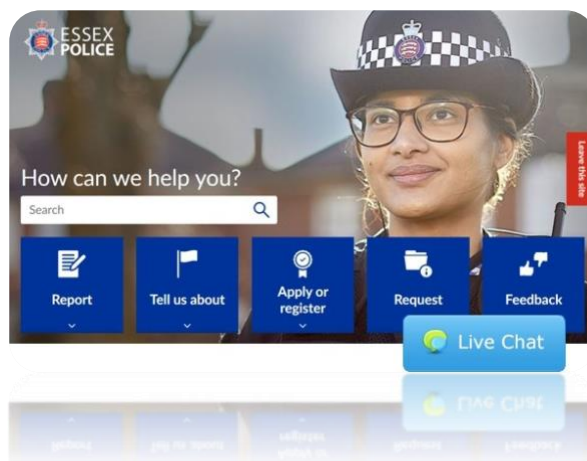 ESSEX
POLICE
Leave this site
How can we help you?
Search
Report
Tell us about
Apply or
register
Request
Feedback
Live Chat